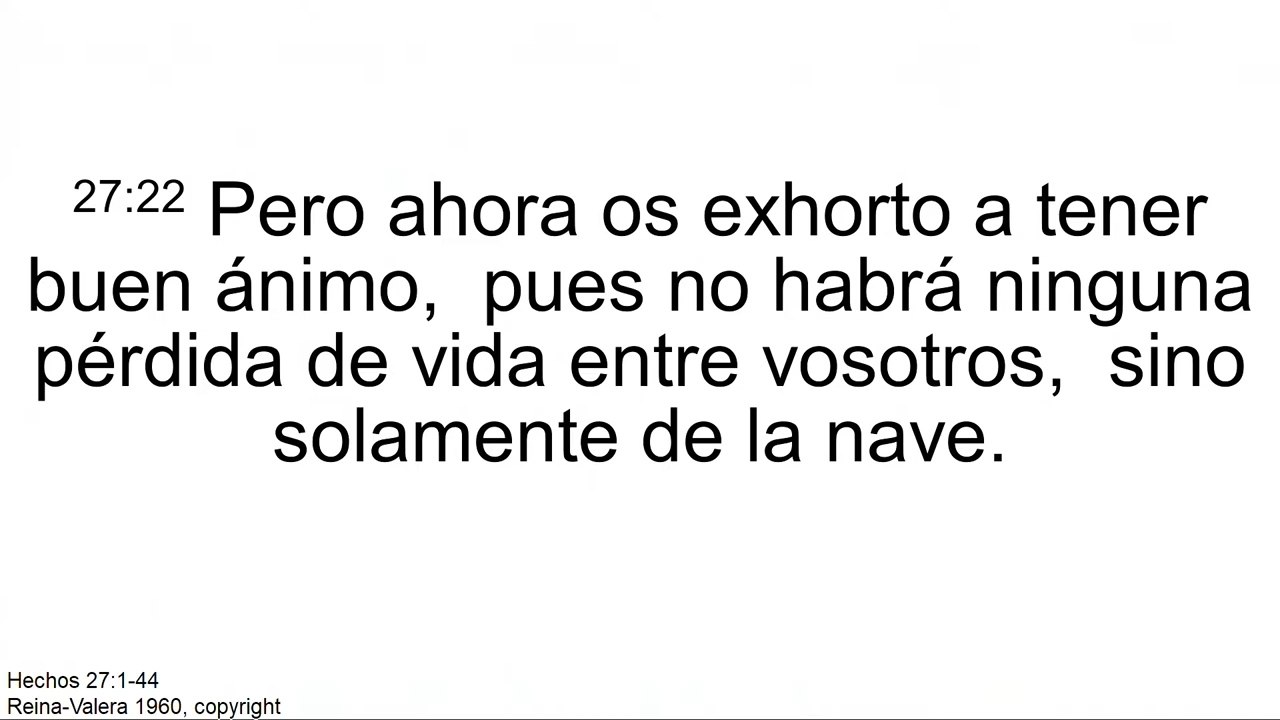 27:22 Pero ahora os exhorto a tener
buen ánimo,  pues no habrá ninguna
pérdida de vida entre vosotros,  sino
solamente de la nave.
Hechos 27:1-44
Reina-Valera 1960, copyright